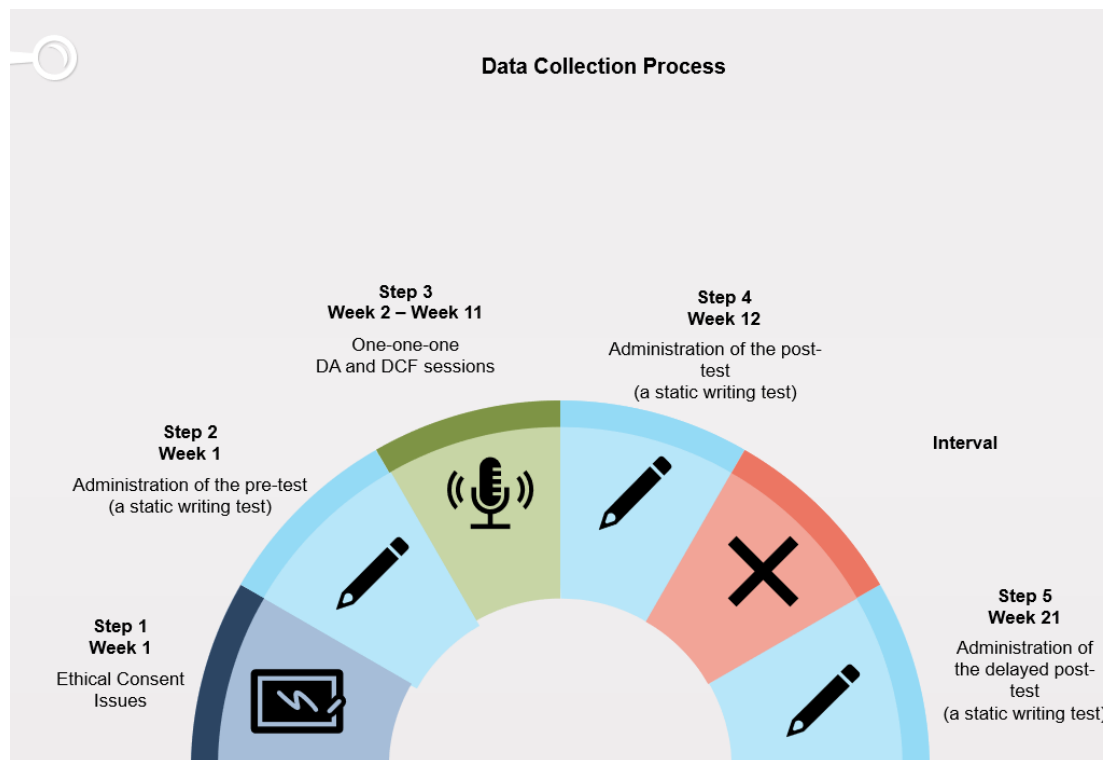 Data Collection Process
Step 3
Week 2 – Week 11
One-one-one
DA and DCF sessions
Step 4
Week 12
Administration of the post-
test
(a static writing test)
Step 2
Week 1
Administration of the pre-test
(a static writing test)
Interval
Step 1
Week 1
Ethical Consent
Issues
Step 5
Week 21
Administration of
the delayed post-
test
(a static writing test)